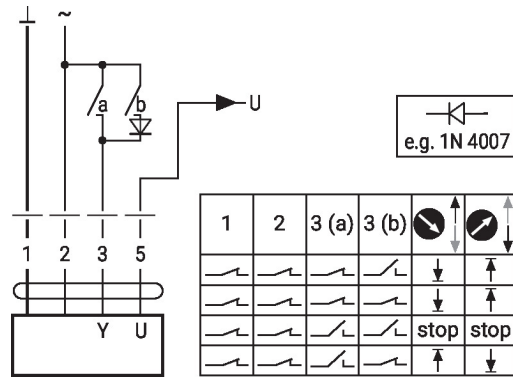 ~
a b
U
e.g. 1N 4007
1 2 3 (a) 3 (b)
1 2 3 5
Y U
stop stop